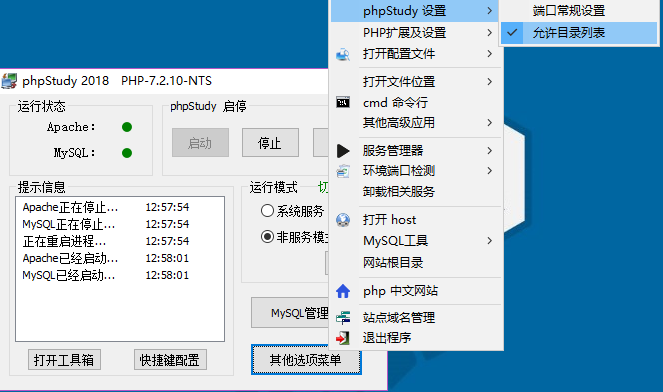 phpStudy 设置
端口常规设置
PHP扩展及设置
允许目录列表
打开配置文件
打开文件位置
cmd 命令行
其他高级应用
服务管理器
环境端口检测
卸载相关服务
打开 host
MySQL工具
网站根目录
php 中文网站
站点域名管理
退出程序
phpStudy 2018 PHP-7.2.10-NTS
运行状态
Apache:
MySQL:
phpStudy 启停
启动
停止
提示信息
Apache正在停止... 12:57:54
MySQL正在停止... 12:57:54
正在重启进程... 12:57:54
Apache已经启动... 12:58:01
MySQL已经启动... 12:58:01
运行模式 切
系统服务
非服务模式
MySQL管理
打开工具箱
快捷键配置
其他选项菜单